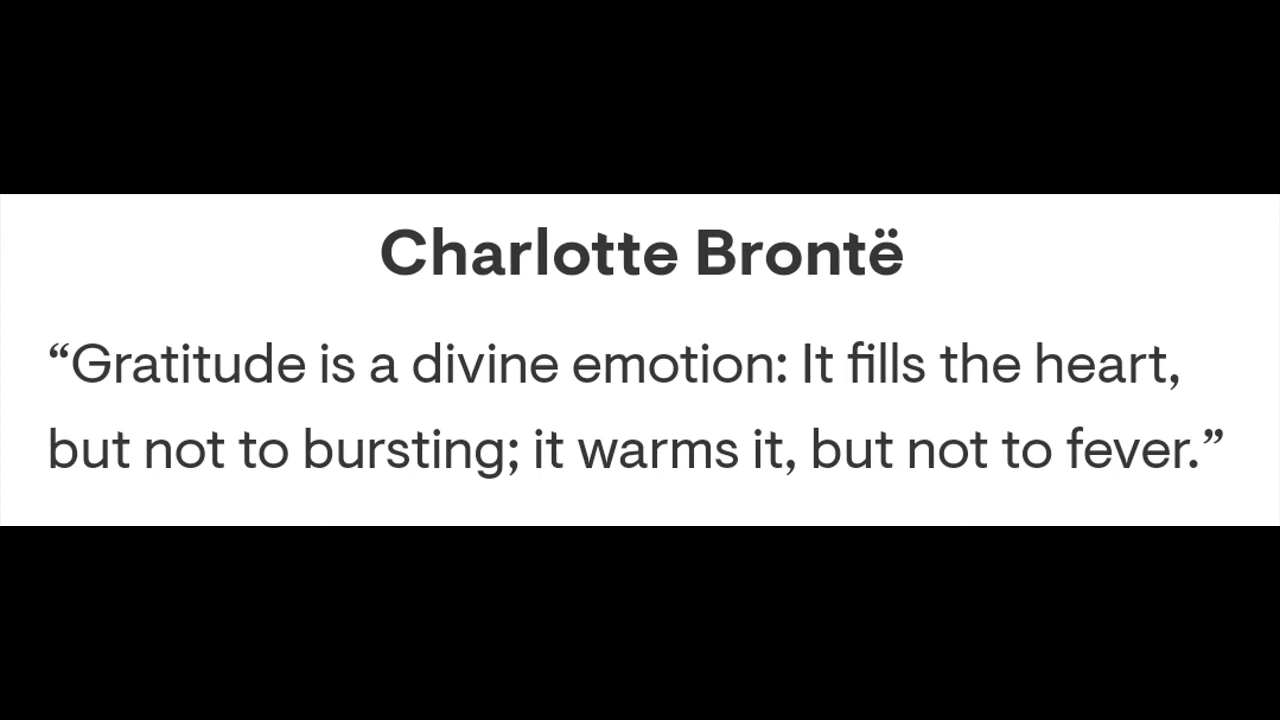 Charlotte Brontë
“Gratitude is a divine emotion: It fills the heart,
but not to bursting; it warms it, but not to fever.”